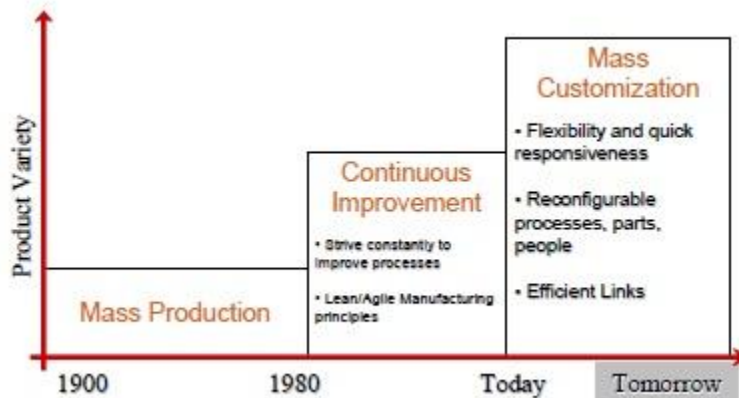 Product Variety
Mass Production
Continuous
Improvement
• Strive constantly to
improve processes
• Lean/Agile Manufacturing
principles
Mass
Customization
• Flexibility and quick
responsiveness
• Reconfigurable
processes, parts,
people
• Efficient Links
1900
1980
Today
Tomorrow